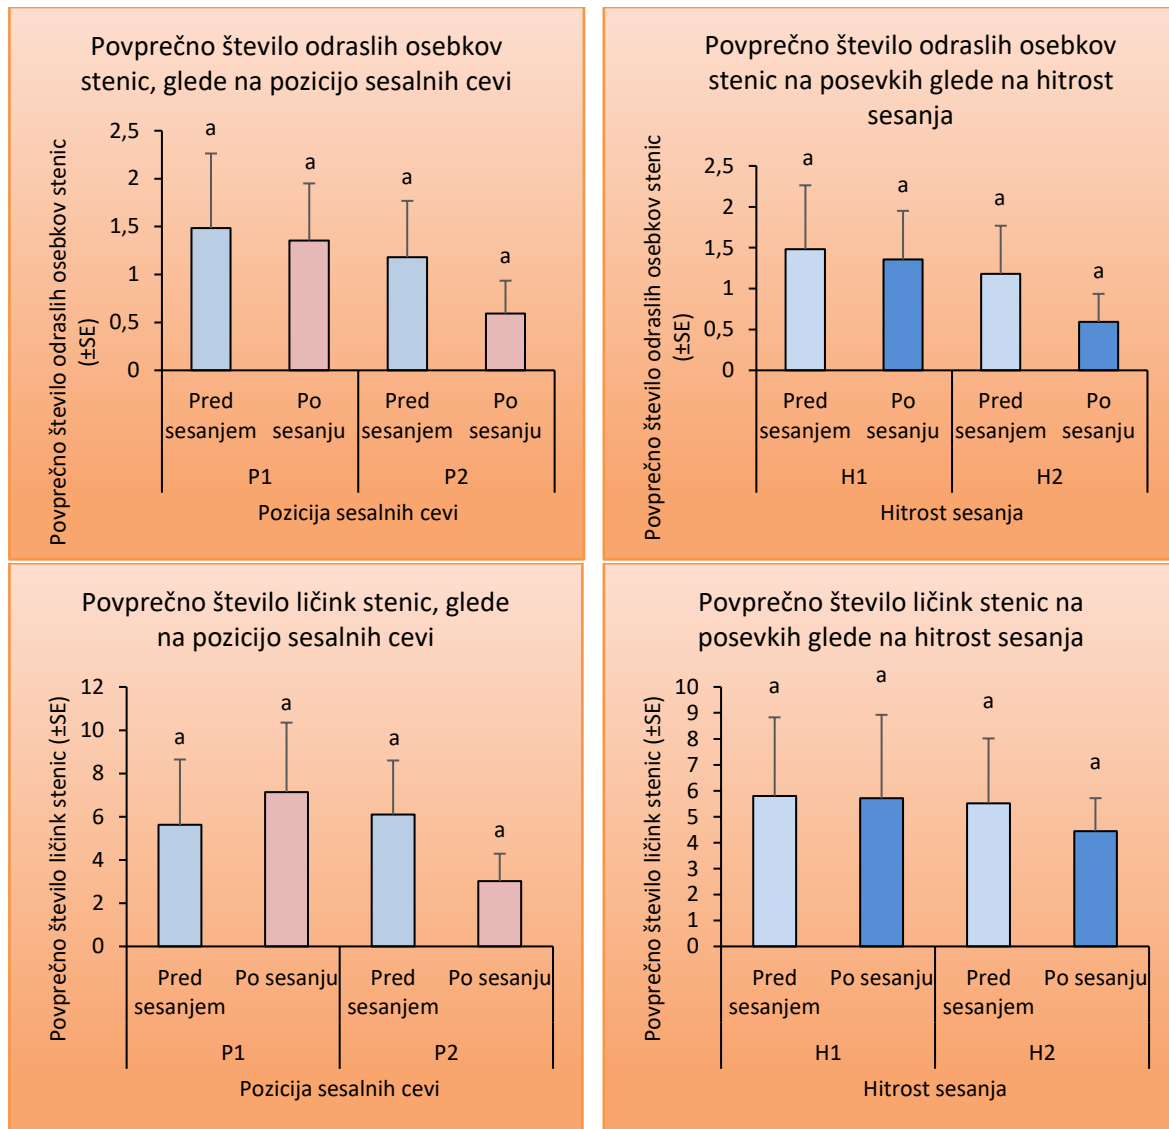 Povprečno število odraslih osebkov
stenic, glede na pozicijo sesalnih cevi
Povprečno število odraslih osebkov stenic
(±SE)
2,5
2
1,5
1
0,5
0
a
a
a
a
Pred
sesanjem
Po
sesanju
Pred
sesanjem
Po
sesanju
P1
P2
Pozicija sesalnih cevi
Povprečno število odraslih osebkov
stenic na posevkih glede na hitrost
sesanja
Povprečno število odraslih osebkov stenic
(±SE)
2,5
2
1,5
1
0,5
0
a
a
a
a
Pred
sesanjem
Po
sesanju
Pred
sesanjem
Po
sesanju
H1
H2
Hitrost sesanja
Povprečno število ličink stenic, glede
na pozicijo sesalnih cevi
Povprečno število ličink stenic (±SE)
12
10
8
6
4
2
0
a
a
a
a
Pred
sesanjem
Po sesanju
Pred
sesanjem
Po sesanju
P1
P2
Pozicija sesalnih cevi
Povprečno število ličink stenic na
posevkih glede na hitrost sesanja
Povprečno število ličink stenic (±SE)
10
9
8
7
6
5
4
3
2
1
0
a
a
a
a
Pred
sesanjem
Po sesanju
Pred
sesanjem
Po sesanju
H1
H2
Hitrost sesanja